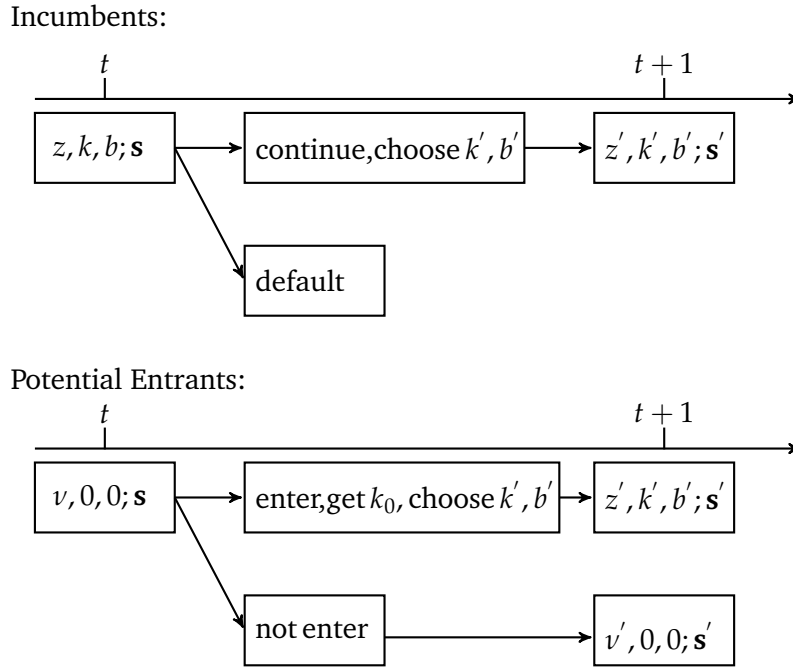 Incumbents:
t t + 1
z, k, b; s continue,choose k′, b′ z′, k′, b′; s′
default
Potential Entrants:
t t + 1
ν, 0, 0; s enter,get k₀, choose k′, b′ z′, k′, b′; s′
not enter ν′, 0, 0; s′